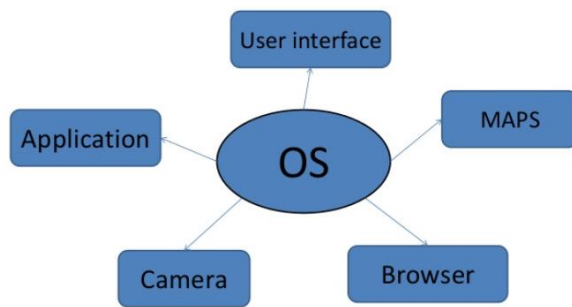 User interface
Application
MAPS
OS
Camera
Browser